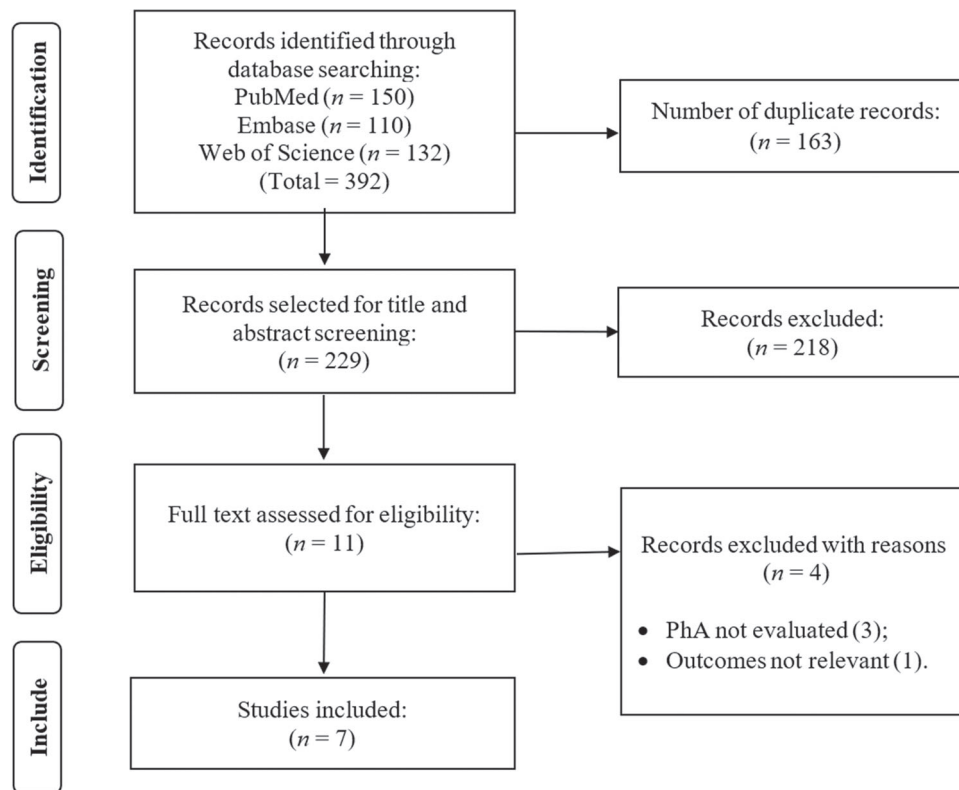 Identification
Records identified through
database searching:
PubMed (n = 150)
Embase (n = 110)
Web of Science (n = 132)
(Total = 392)
Number of duplicate records:
(n = 163)
Screening
Records selected for title and
abstract screening:
(n = 229)
Records excluded:
(n = 218)
Eligibility
Full text assessed for eligibility:
(n = 11)
Records excluded with reasons
(n = 4)
• PhA not evaluated (3);
• Outcomes not relevant (1).
Include
Studies included:
(n = 7)